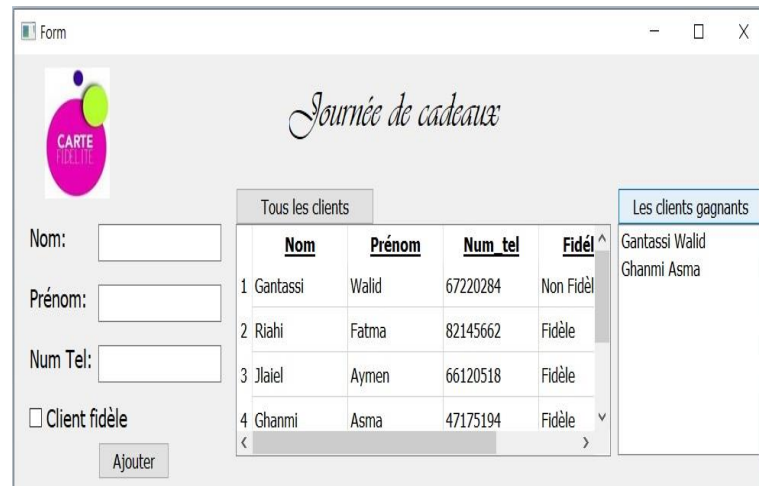 Form
CARTE
FIDELITE
Journée de cadeaux
Tous les clients
Les clients gagnants
Nom:
Prénom:
Num Tel:
Client fidèle
Ajouter
Nom Prénom Num_tel Fidél
1 Gantassi Walid 67220284 Non Fidèl
2 Riahi Fatma 82145662 Fidèle
3 Jlaiel Aymen 66120518 Fidèle
4 Ghanmi Asma 47175194 Fidèle
Gantassi Walid
Ghanmi Asma